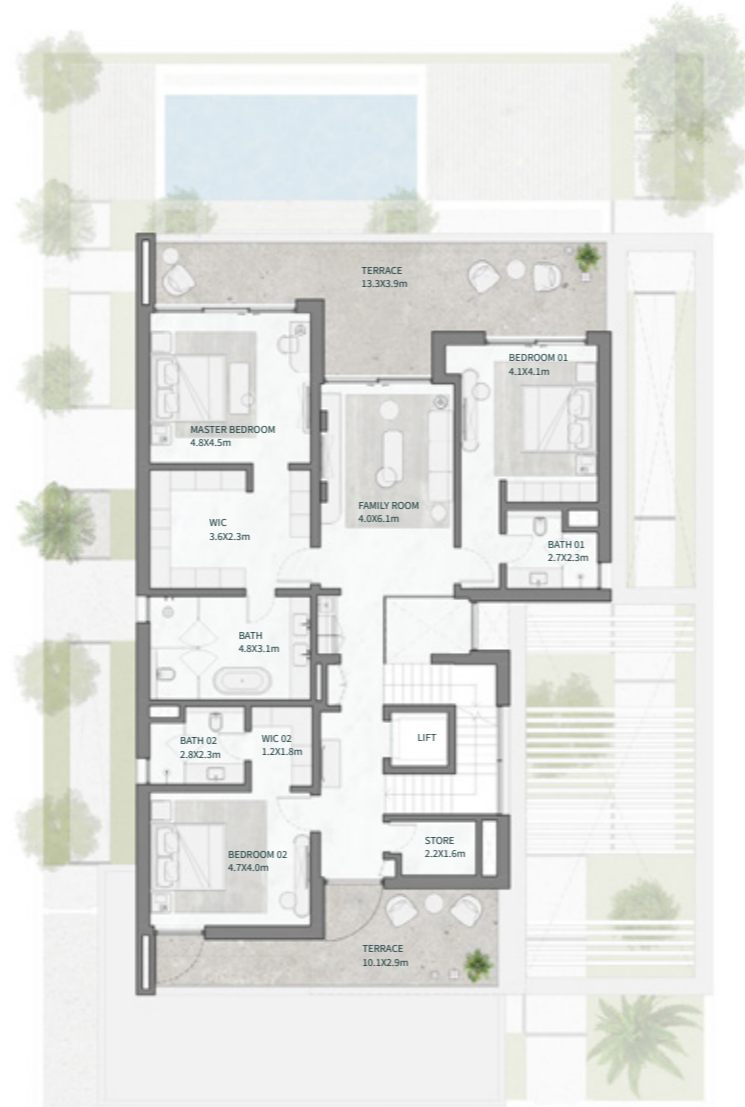 TERRACE
13.3X3.9m
BEDROOM 01
4.1X4.1m
MASTER BEDROOM
4.8X4.5m
FAMILY ROOM
4.0X6.1m
WIC
3.6X2.3m
BATH 01
2.7X2.3m
BATH
4.8X3.1m
BATH 02
2.8X2.3m
WIC 02
1.2X1.8m
LIFT
STORE
2.2X1.6m
BEDROOM 02
4.7X4.0m
TERRACE
10.1X2.9m